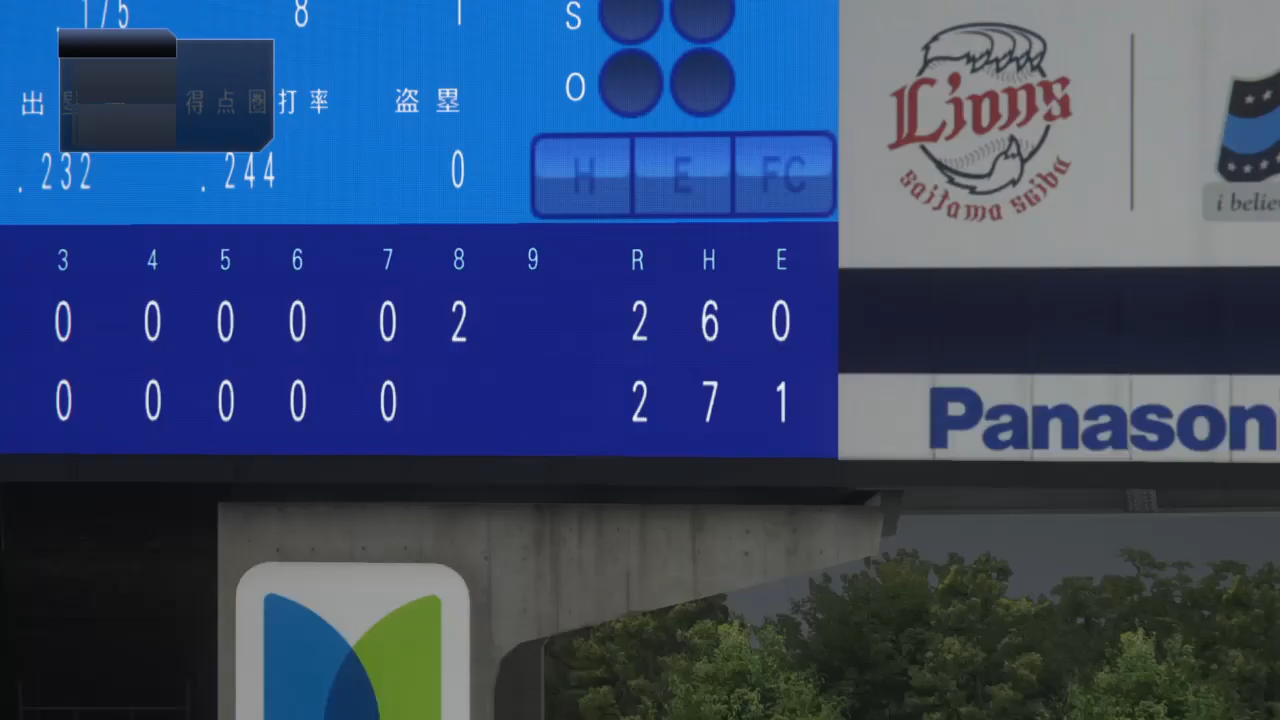 .175 8 1
S
出塁 得点圏打率 盗塁
O
.232 .244 0
H E FC
3 4 5 6 7 8 9 R H E
0 0 0 0 0 2 2 6 0
0 0 0 0 0 2 7 1
Lions
saitama seibu
i belie
Panason